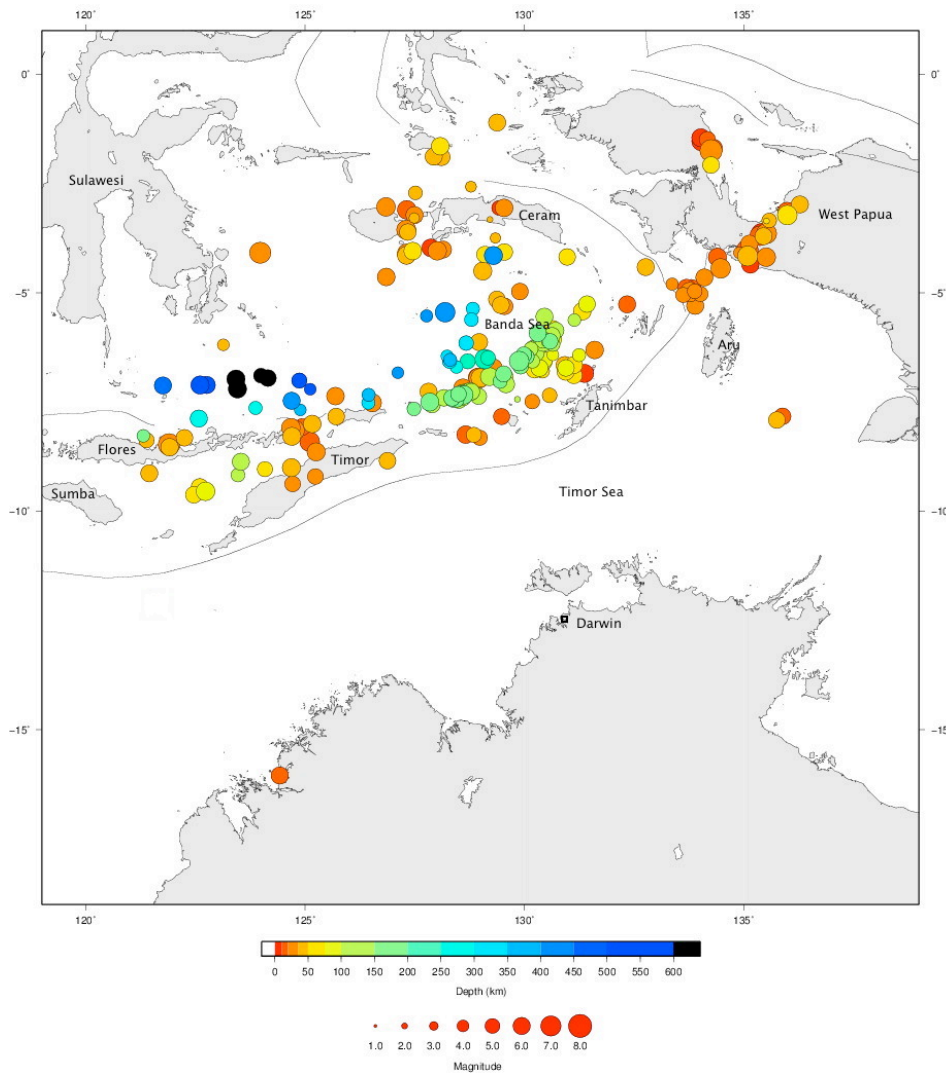 120° 125° 130° 135°
0° 0°
Sulawesi
Ceram
West Papua
−5° −5°
Banda Sea
Aru
Tanimbar
Flores
Timor
Sumba
Timor Sea
−10° −10°
Darwin
−15° −15°
120° 125° 130° 135°
0 50 100 150 200 250 300 350 400 450 500 550 600
Depth (km)
1.0 2.0 3.0 4.0 5.0 6.0 7.0 8.0
Magnitude